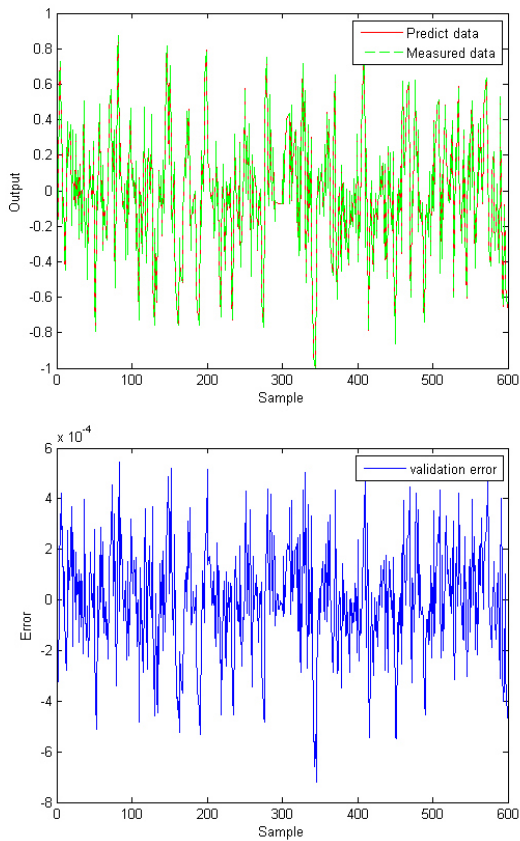 1
0.8
0.6
0.4
0.2
0
-0.2
-0.4
-0.6
-0.8
-1
Output
Predict data
Measured data
0 100 200 300 400 500 600
Sample
x 10-4
6
4
2
0
-2
-4
-6
-8
Error
validation error
0 100 200 300 400 500 600
Sample